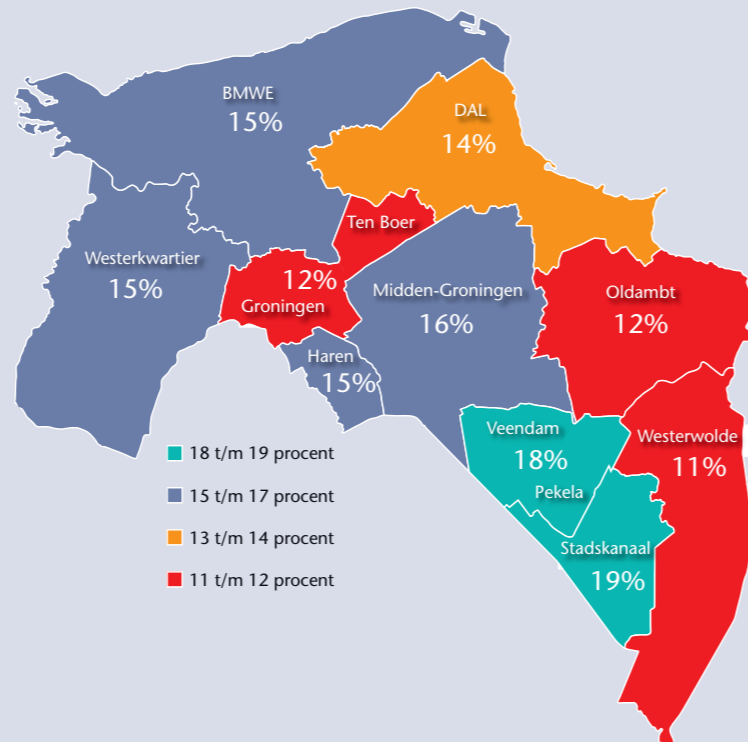 BMWE
15%
DAL
14%
Ten Boer
Westerkwartier
15%
12%
Groningen
Midden-Groningen
16%
Oldambt
12%
Haren
15%
Veendam
18%
Pekela
Westerwolde
11%
Stadskanaal
19%
18 t/m 19 procent
15 t/m 17 procent
13 t/m 14 procent
11 t/m 12 procent